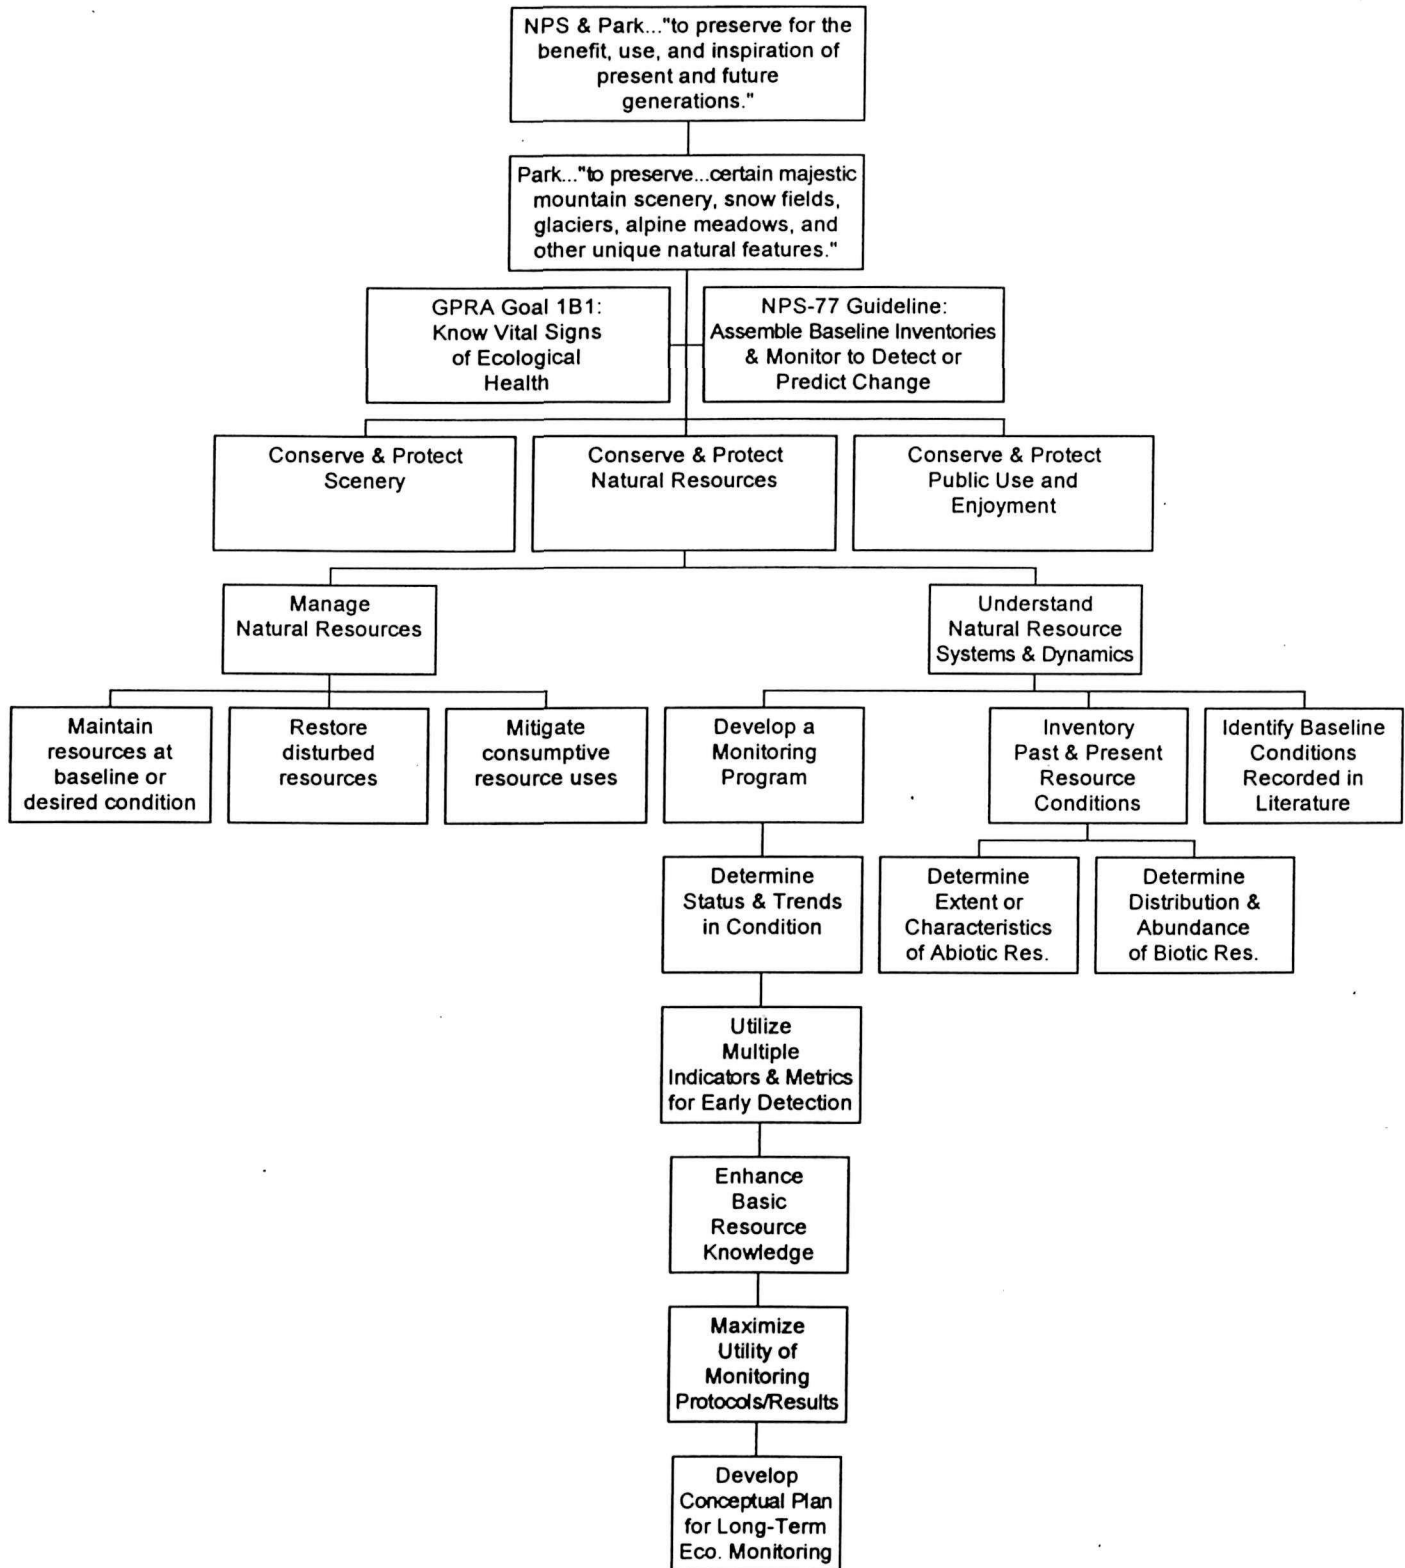 NPS & Park..."to preserve for the
benefit, use, and inspiration of
present and future
generations."
Park..."to preserve...certain majestic
mountain scenery, snow fields,
glaciers, alpine meadows, and
other unique natural features."
GPRA Goal 1B1:
Know Vital Signs
of Ecological
Health
NPS-77 Guideline:
Assemble Baseline Inventories
& Monitor to Detect or
Predict Change
Conserve & Protect
Scenery
Conserve & Protect
Natural Resources
Conserve & Protect
Public Use and
Enjoyment
Manage
Natural Resources
Understand
Natural Resource
Systems & Dynamics
Maintain
resources at
baseline or
desired condition
Restore
disturbed
resources
Mitigate
consumptive
resource uses
Develop a
Monitoring
Program
Inventory
Past & Present
Resource
Conditions
Identify Baseline
Conditions
Recorded in
Literature
Determine
Status & Trends
in Condition
Determine
Extent or
Characteristics
of Abiotic Res.
Determine
Distribution &
Abundance
of Biotic Res.
Utilize
Multiple
Indicators & Metrics
for Early Detection
Enhance
Basic
Resource
Knowledge
Maximize
Utility of
Monitoring
Protocols/Results
Develop
Conceptual Plan
for Long-Term
Eco. Monitoring